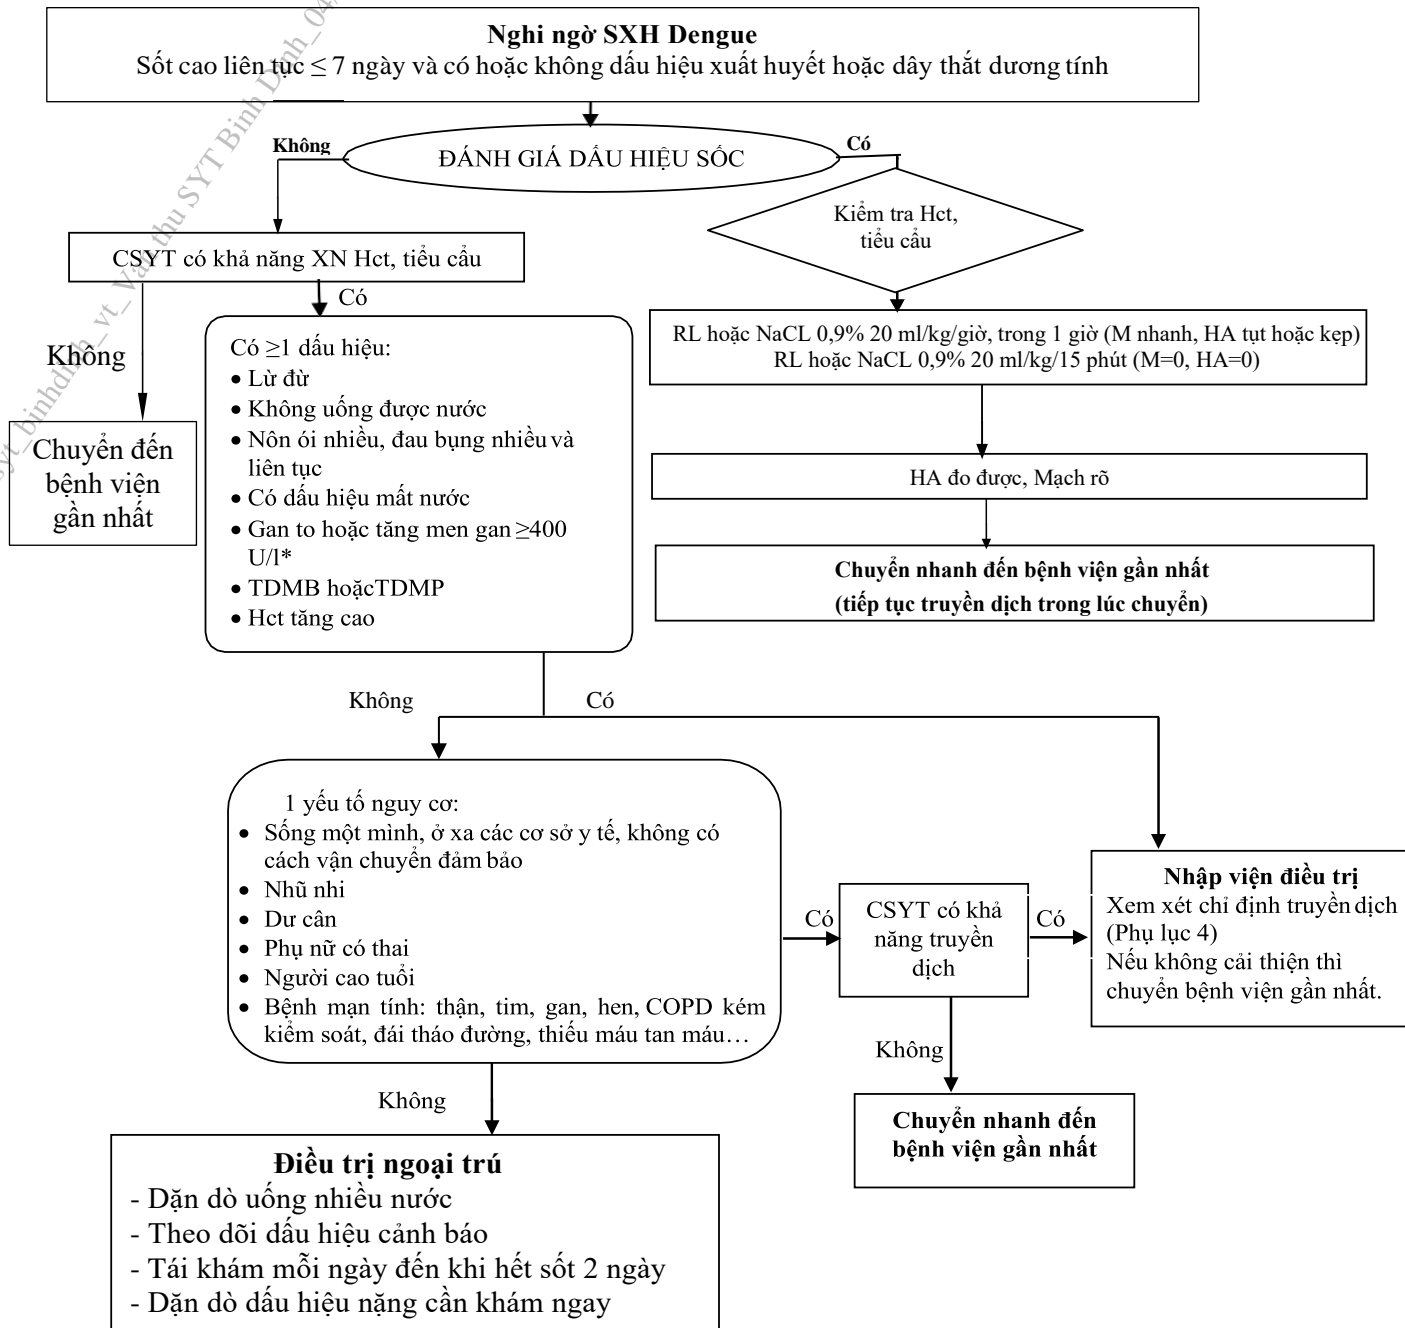 Nghi ngờ SXH Dengue
Sốt cao liên tục ≤ 7 ngày và có hoặc không dấu hiệu xuất huyết hoặc dây thắt dương tính
Không
ĐÁNH GIÁ DẤU HIỆU SỐC
Có
Kiểm tra Hct,
tiểu cầu
CSYT có khả năng XN Hct, tiểu cầu
Có
Không
Chuyển đến
bệnh viện
gần nhất
Có ≥1 dấu hiệu:
• Lừ đừ
• Không uống được nước
• Nôn ói nhiều, đau bụng nhiều và
liên tục
• Có dấu hiệu mất nước
• Gan to hoặc tăng men gan ≥400
U/l*
• TDMB hoặcTDMP
• Hct tăng cao
RL hoặc NaCL 0,9% 20 ml/kg/giờ, trong 1 giờ (M nhanh, HA tụt hoặc kẹp)
RL hoặc NaCL 0,9% 20 ml/kg/15 phút (M=0, HA=0)
HA đo được, Mạch rõ
Chuyển nhanh đến bệnh viện gần nhất
(tiếp tục truyền dịch trong lúc chuyển)
Không
Có
1 yếu tố nguy cơ:
• Sống một mình, ở xa các cơ sở y tế, không có
cách vận chuyển đảm bảo
• Nhũ nhi
• Dư cân
• Phụ nữ có thai
• Người cao tuổi
• Bệnh mạn tính: thận, tim, gan, hen, COPD kém
kiểm soát, đái tháo đường, thiếu máu tan máu…
Có
CSYT có khả
năng truyền
dịch
Có
Nhập viện điều trị
Xem xét chỉ định truyền dịch
(Phụ lục 4)
Nếu không cải thiện thì
chuyển bệnh viện gần nhất.
Không
Chuyển nhanh đến
bệnh viện gần nhất
Không
Điều trị ngoại trú
- Dặn dò uống nhiều nước
- Theo dõi dấu hiệu cảnh báo
- Tái khám mỗi ngày đến khi hết sốt 2 ngày
- Dặn dò dấu hiệu nặng cần khám ngay
syt_binhdinh_vt_Van thu SYT Binh Dinh_04/